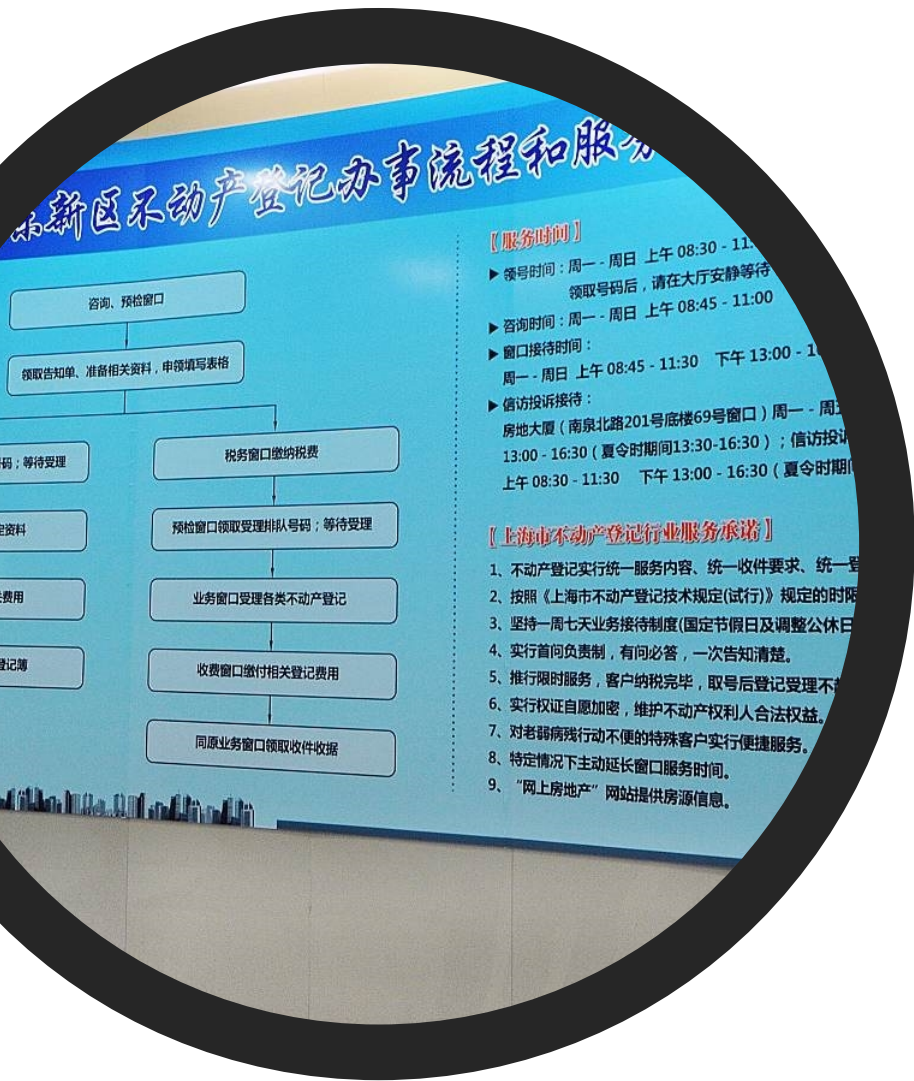 新区不动产登记办事流程和服
咨询、预检窗口
领取告知单、准备相关资料，申领填写表格
码；等待受理
资料
费用
登记簿
税务窗口缴纳税费
预检窗口领取受理排队号码；等待受理
业务窗口受理各类不动产登记
收费窗口缴付相关登记费用
同原业务窗口领取收件收据
【服务时间】
▶ 领号时间：周一 - 周日 上午 08:30 - 11:
领取号码后，请在大厅安静等待
▶ 咨询时间：周一 - 周日 上午 08:45 - 11:00
▶ 窗口接待时间：
周一 - 周日 上午 08:45 - 11:30 下午 13:00 -
▶ 信访投诉接待：
房地大厦（南泉北路201号底楼69号窗口）周一 - 周五
13:00 - 16:30（夏令时期间13:30-16:30）；信访投诉
上午 08:30 - 11:30 下午 13:00 - 16:30（夏令时期间
【上海市不动产登记行业服务承诺】
1、不动产登记实行统一服务内容、统一收件要求、统一登
2、按照《上海市不动产登记技术规定(试行)》规定的时限
3、坚持一周七天业务接待制度(国定节假日及调整公休日
4、实行首问负责制，有问必答，一次告知清楚。
5、推行限时服务，客户纳税完毕，取号后登记受理不
6、实行权证自愿加密，维护不动产权利人合法权益。
7、对老弱病残行动不便的特殊客户实行便捷服务。
8、特定情况下主动延长窗口服务时间。
9、“网上房地产”网站提供房源信息。